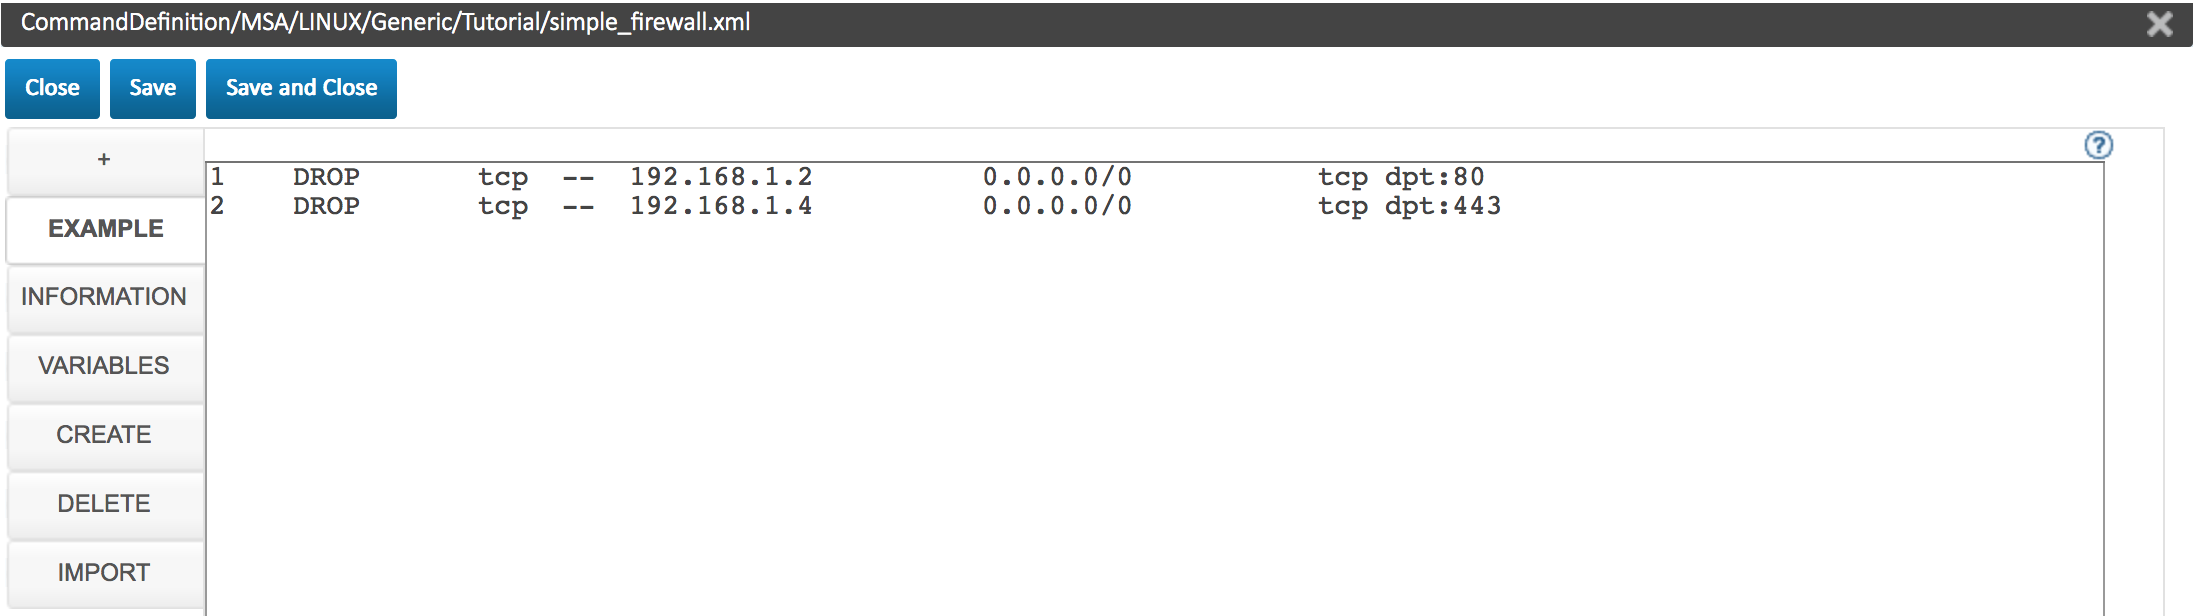 CommandDefinition/MSA/LINUX/Generic/Tutorial/simple_firewall.xml
Close Save Save and Close
+
?
EXAMPLE
INFORMATION
VARIABLES
CREATE
DELETE
IMPORT
1 DROP tcp -- 192.168.1.2 0.0.0.0/0 tcp dpt:80
2 DROP tcp -- 192.168.1.4 0.0.0.0/0 tcp dpt:443